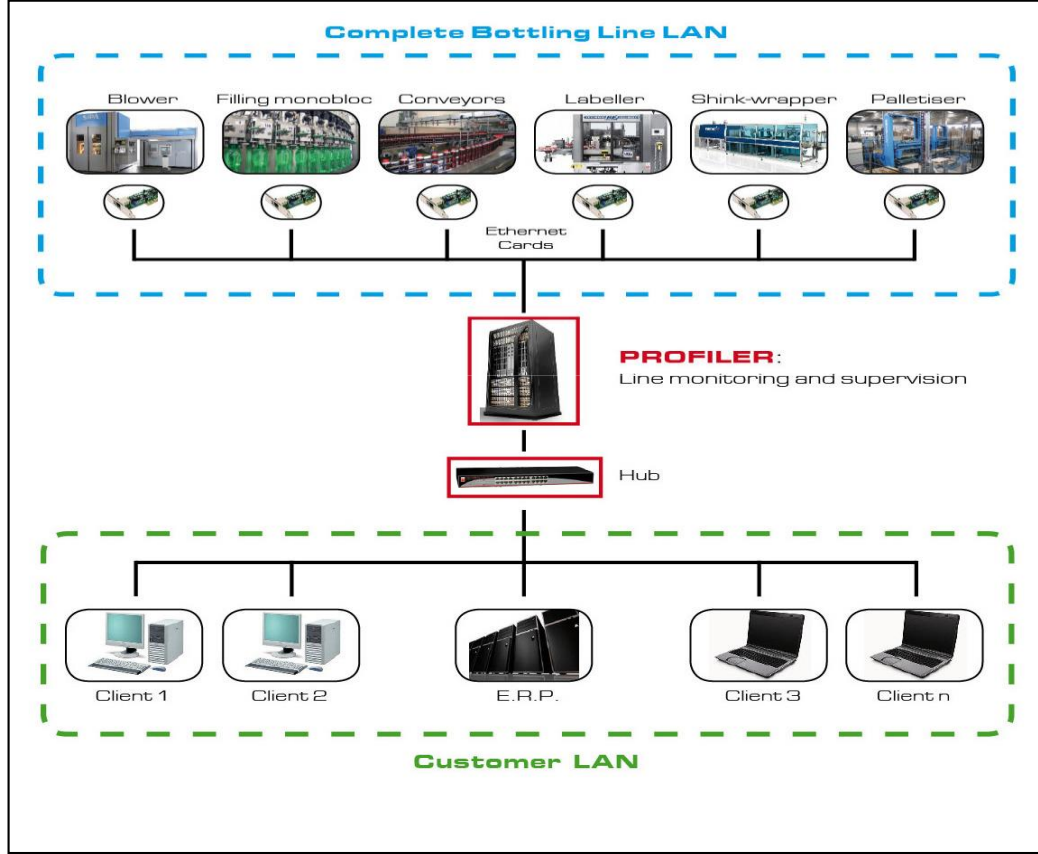 Complete Bottling Line LAN
Blower
Filling monobloc
Conveyors
Labeller
Shink-wrapper
Palletiser
Ethernet
Cards
PROFILER:
Line monitoring and supervision
Hub
Client 1
Client 2
E.R.P.
Client 3
Client n
Customer LAN